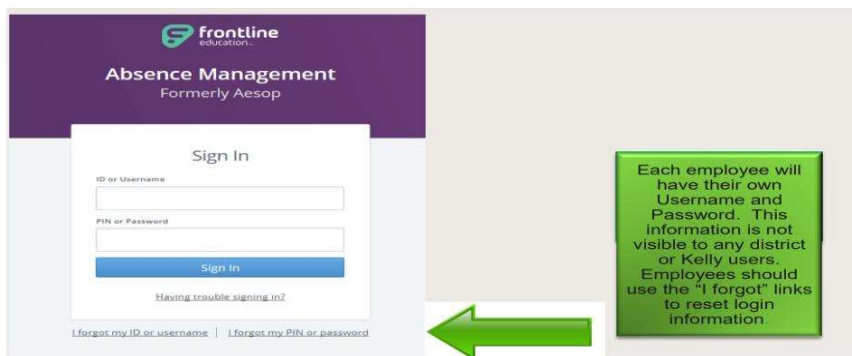 frontline
education™
Absence Management
Formerly Aesop
Sign In
ID or Username
PIN or Password
Sign In
Having trouble signing in?
I forgot my ID or username | I forgot my PIN or password
Each employee will
have their own
Username and
Password. This
information is not
visible to any district
or Kelly users.
Employees should
use the “I forgot” links
to reset login
information.